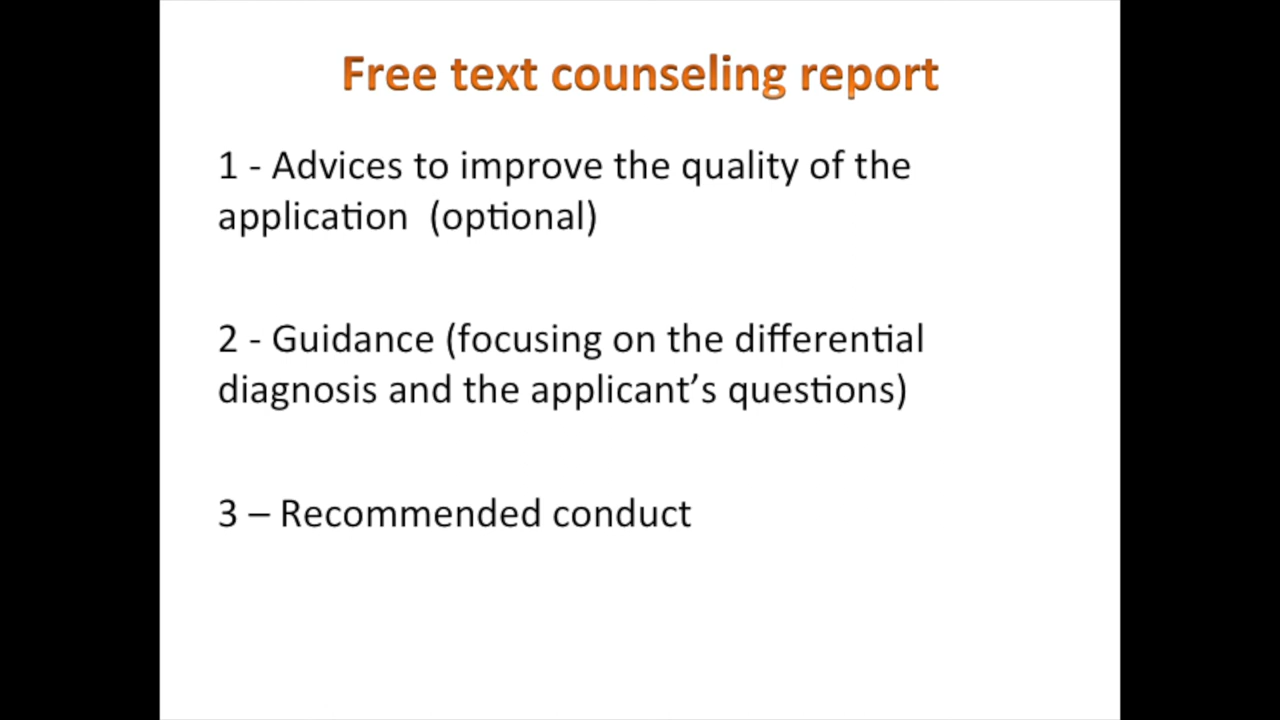 Free text counseling report
1 - Advices to improve the quality of the
application  (optional)
2 - Guidance (focusing on the differential
diagnosis and the applicant’s questions)
3 – Recommended conduct